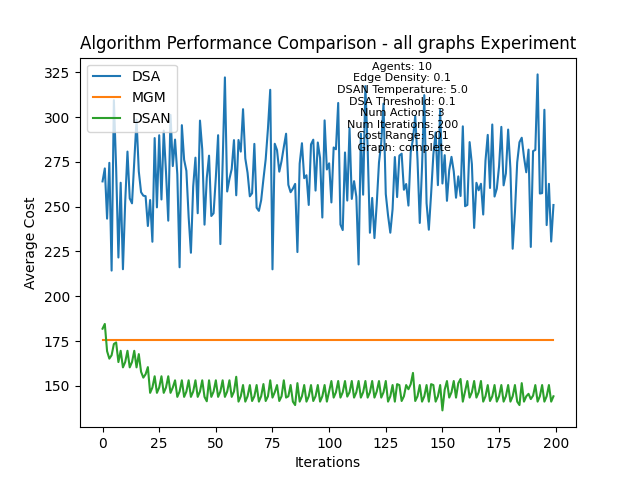 Algorithm Performance Comparison - all graphs Experiment
DSA
MGM
DSAN
Agents: 10
Edge Density: 0.1
DSAN Temperature: 5.0
DSA Threshold: 0.1
Num Actions:
Num Iterations: 200
Cost Range: 501
Graph: complete
325
300
275
250
225
200
175
150
Average Cost
0
25
50
75
100
125
150
175
200
Iterations